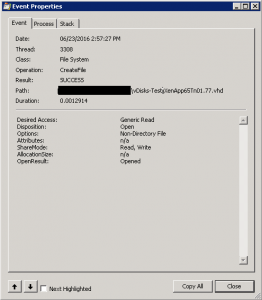 Event Properties
Event Process Stack
Date: 06/23/2016 2:57:27 PM
Thread: 3308
Class: File System
Operation: CreateFile
Result: SUCCESS
Path: \vDisks-Test\XenApp65Tn01.77.vhd
Duration: 0.0012914
Desired Access: Generic Read
Disposition: Open
Options: Non-Directory File
Attributes: n/a
ShareMode: Read, Write
AllocationSize: n/a
OpenResult: Opened
Next Highlighted Copy All Close